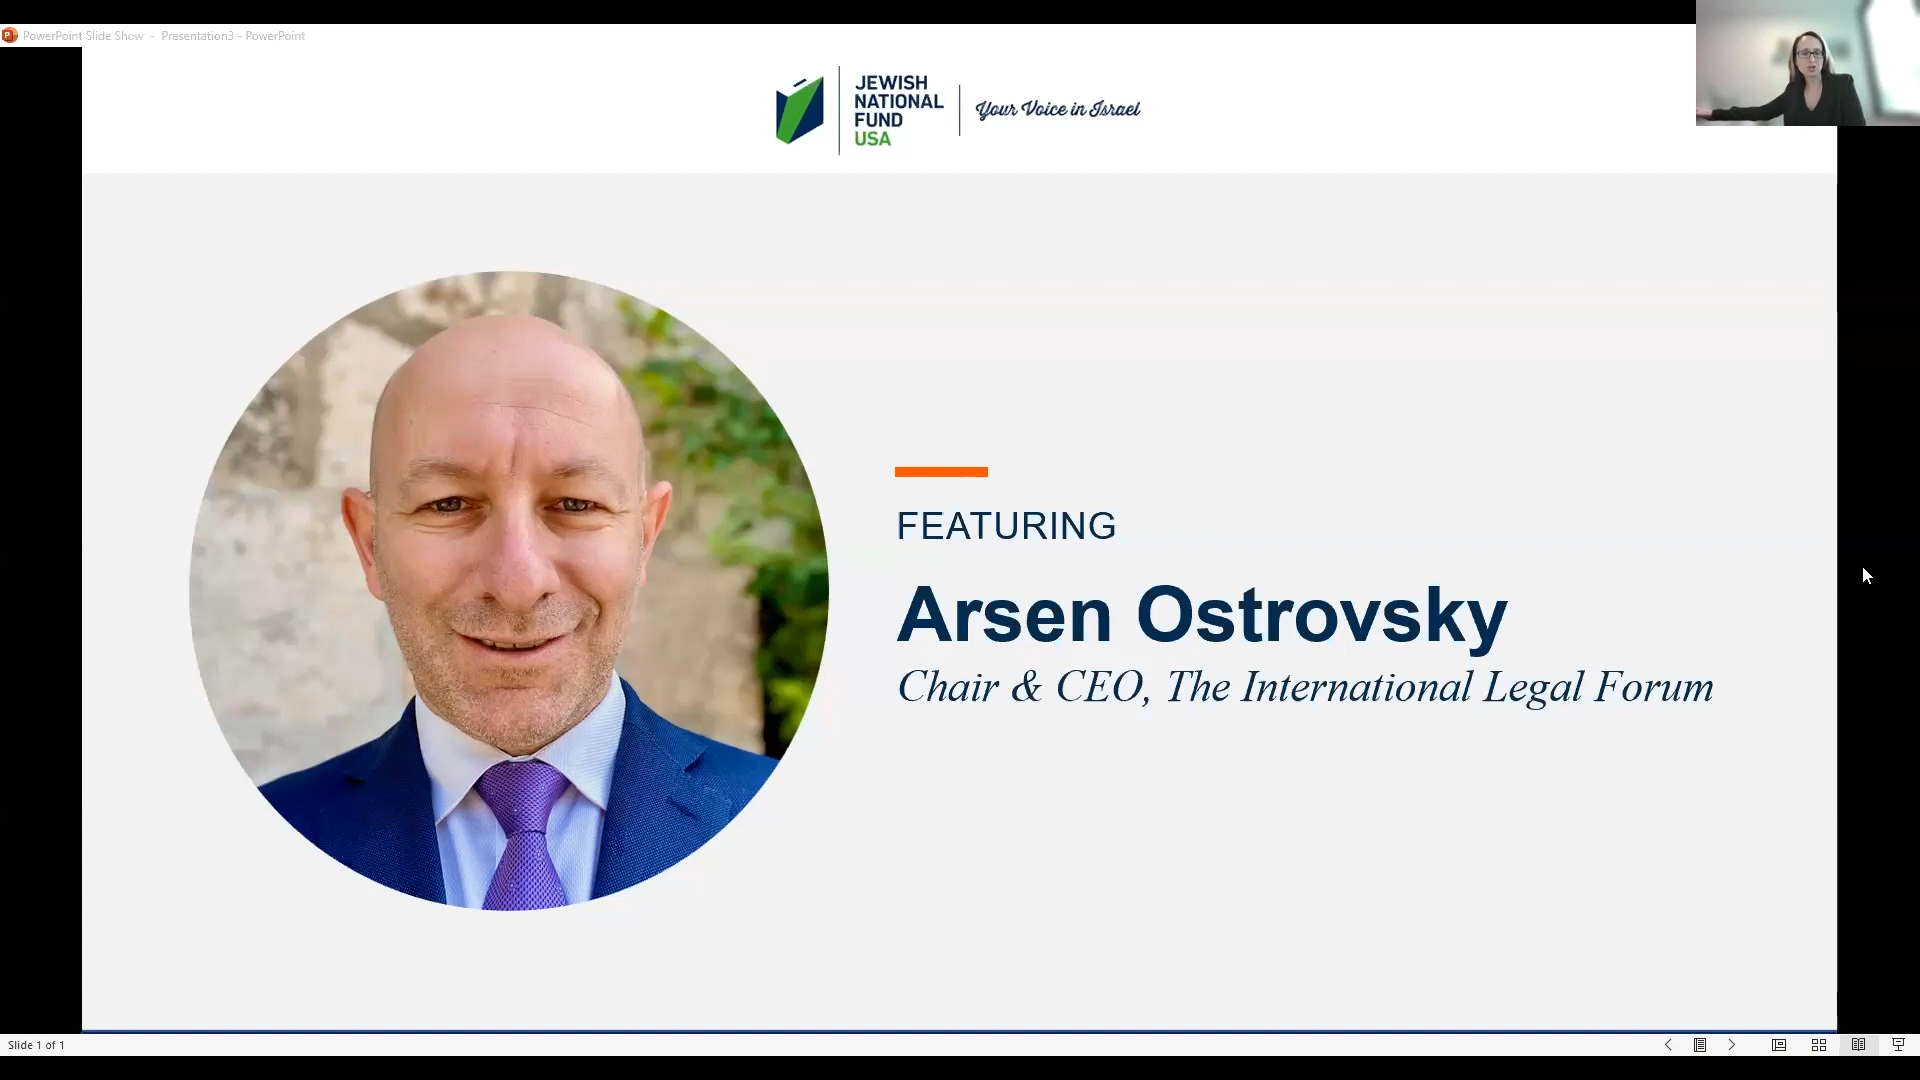 PowerPoint Slide Show - Presentation3 - PowerPoint
JEWISH
NATIONAL
FUND
USA
Your Voice in Israel
FEATURING
Arsen Ostrovsky
Chair & CEO, The International Legal Forum
Slide 1 of 1